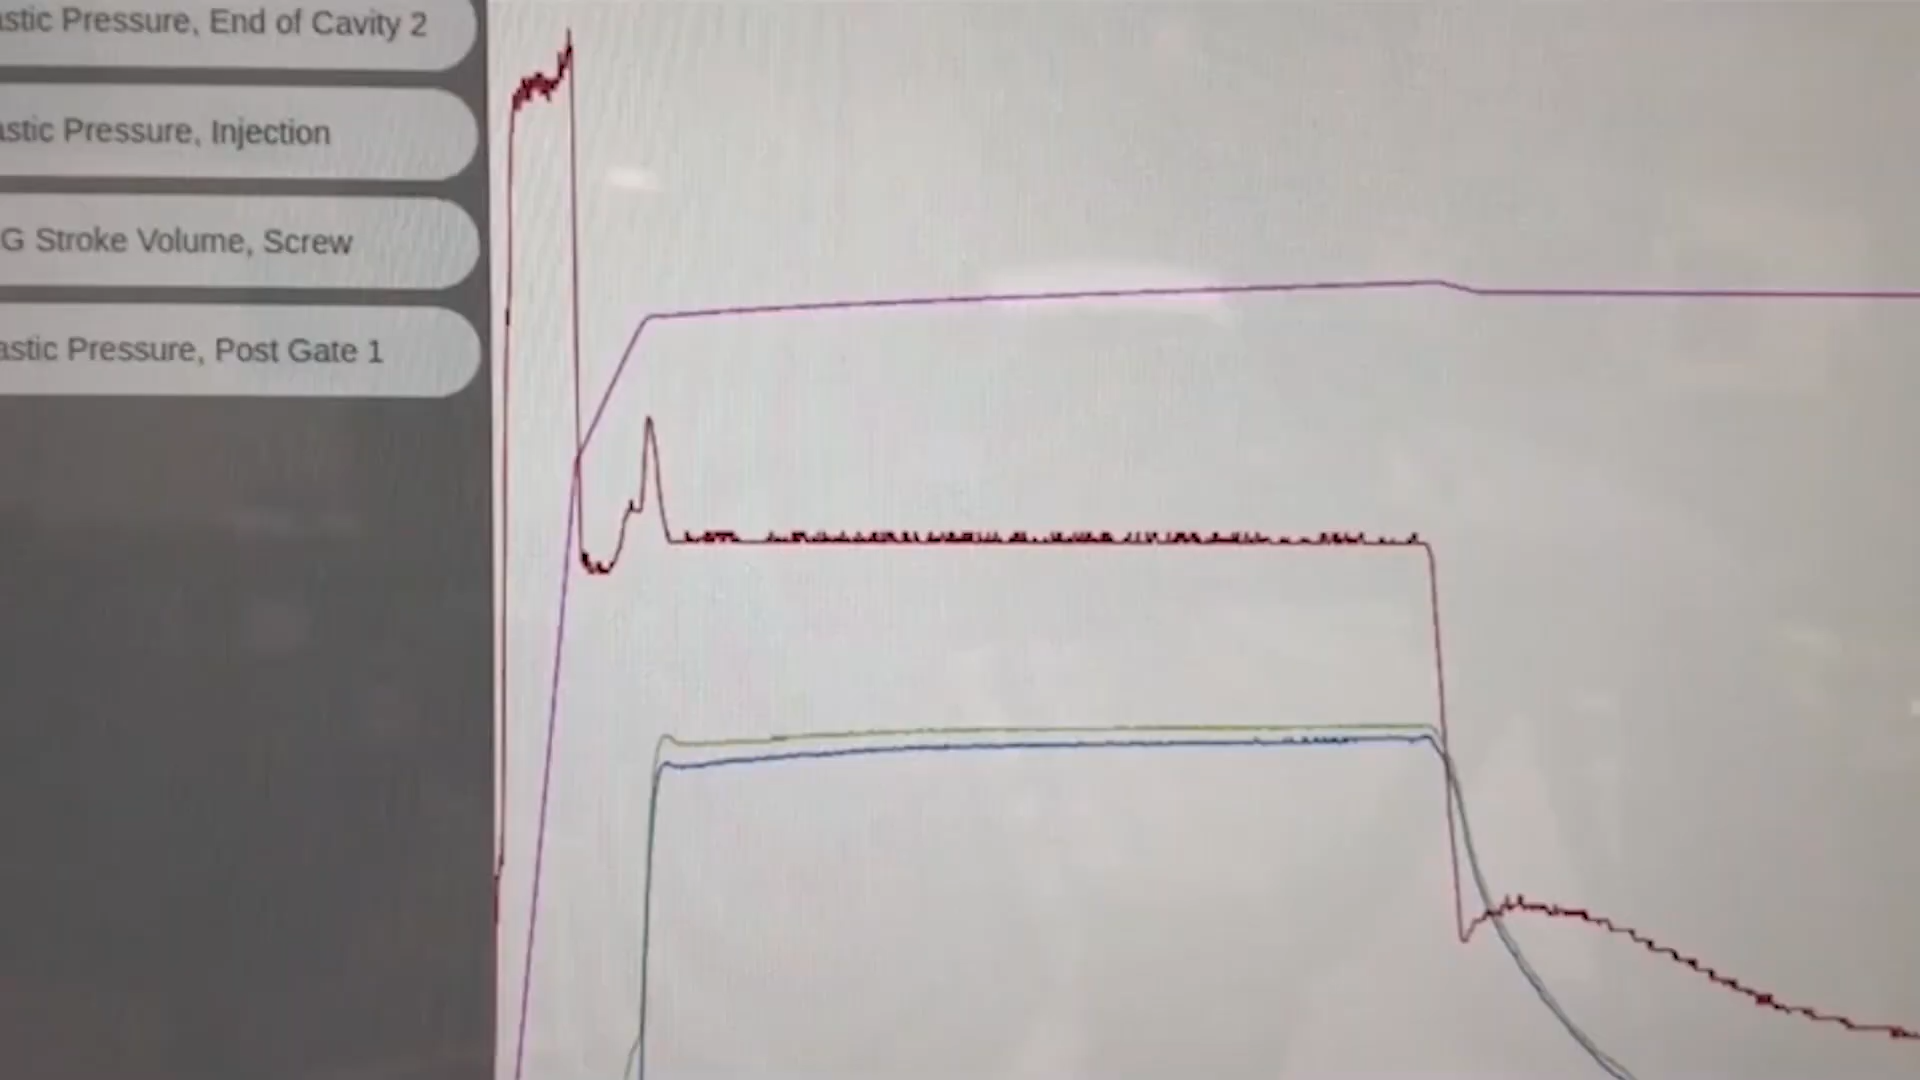 astic Pressure, End of Cavity 2
astic Pressure, Injection
G Stroke Volume, Screw
astic Pressure, Post Gate 1